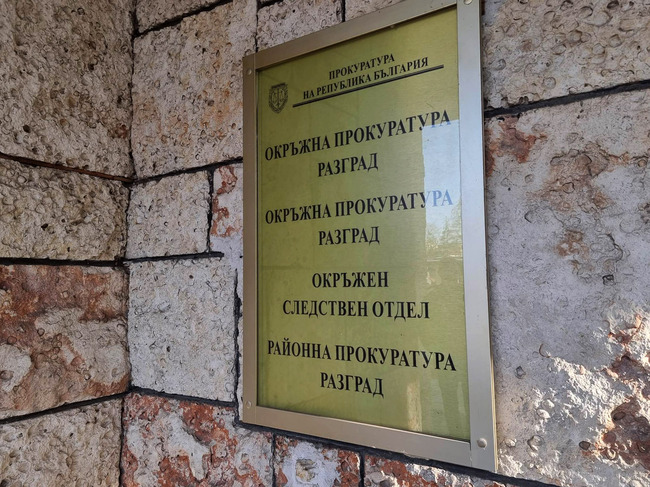 ПРОКУРАТУРА
НА РЕПУБЛИКА БЪЛГАРИЯ
ОКРЪЖНА ПРОКУРАТУРА
РАЗГРАД
ОКРЪЖНА ПРОКУРАТУРА
РАЗГРАД
ОКРЪЖЕН
СЛЕДСТВЕН ОТДЕЛ
РАЙОННА ПРОКУРАТУРА
РАЗГРАД